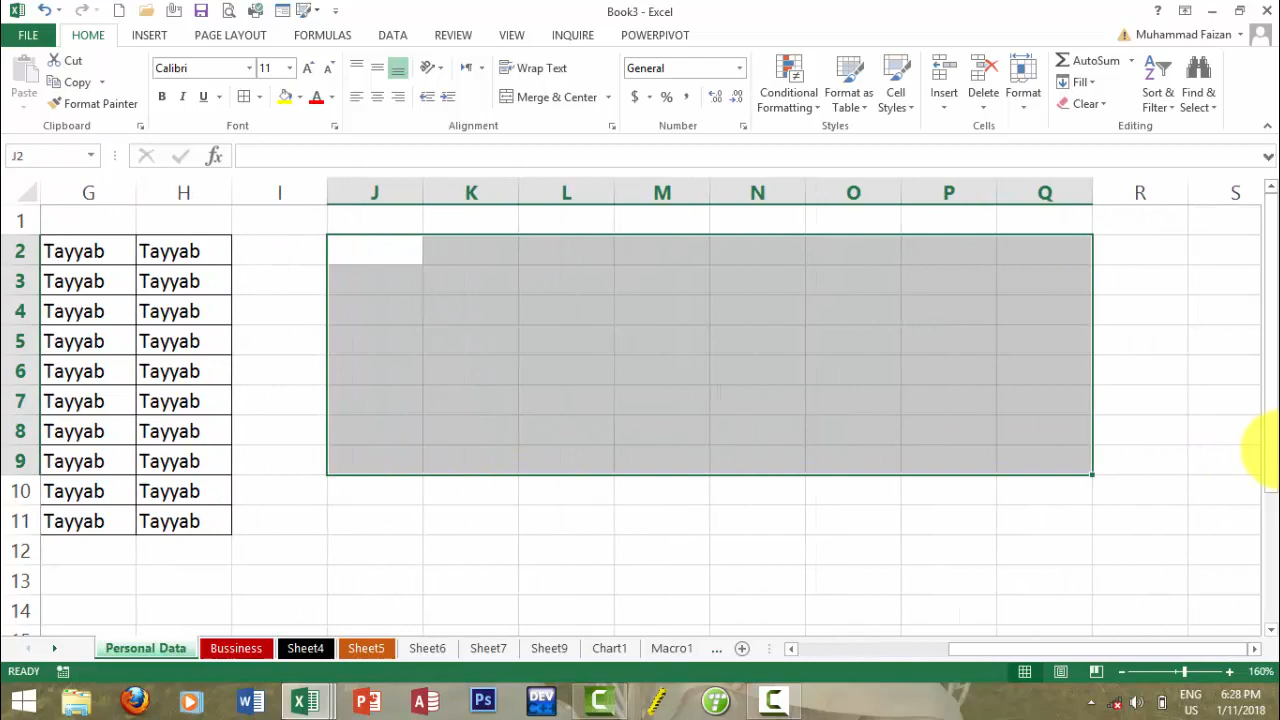 Book3 - Excel
?
FILE HOME INSERT PAGE LAYOUT FORMULAS DATA REVIEW VIEW INQUIRE POWERPIVOT Muhammad Faizan
Paste
Cut
Copy
Format Painter
Clipboard
Calibri 11
B I U A
Font
Wrap Text
Merge & Center
Alignment
General
$ % ,
Number
Conditional Formatting
Format as Table
Cell Styles
Styles
Insert Delete Format
Cells
AutoSum
Fill
Clear
Sort & Filter
Find & Select
Editing
J2 fx
G H I J K L M N O P Q R S
1
2 Tayyab Tayyab
3 Tayyab Tayyab
4 Tayyab Tayyab
5 Tayyab Tayyab
6 Tayyab Tayyab
7 Tayyab Tayyab
8 Tayyab Tayyab
9 Tayyab Tayyab
10 Tayyab Tayyab
11 Tayyab Tayyab
12
13
14
Personal Data Bussiness Sheet4 Sheet5 Sheet6 Sheet7 Sheet9 Chart1 Macro1 ...
READY 160%
ENG 6:28 PM
US 1/11/2018